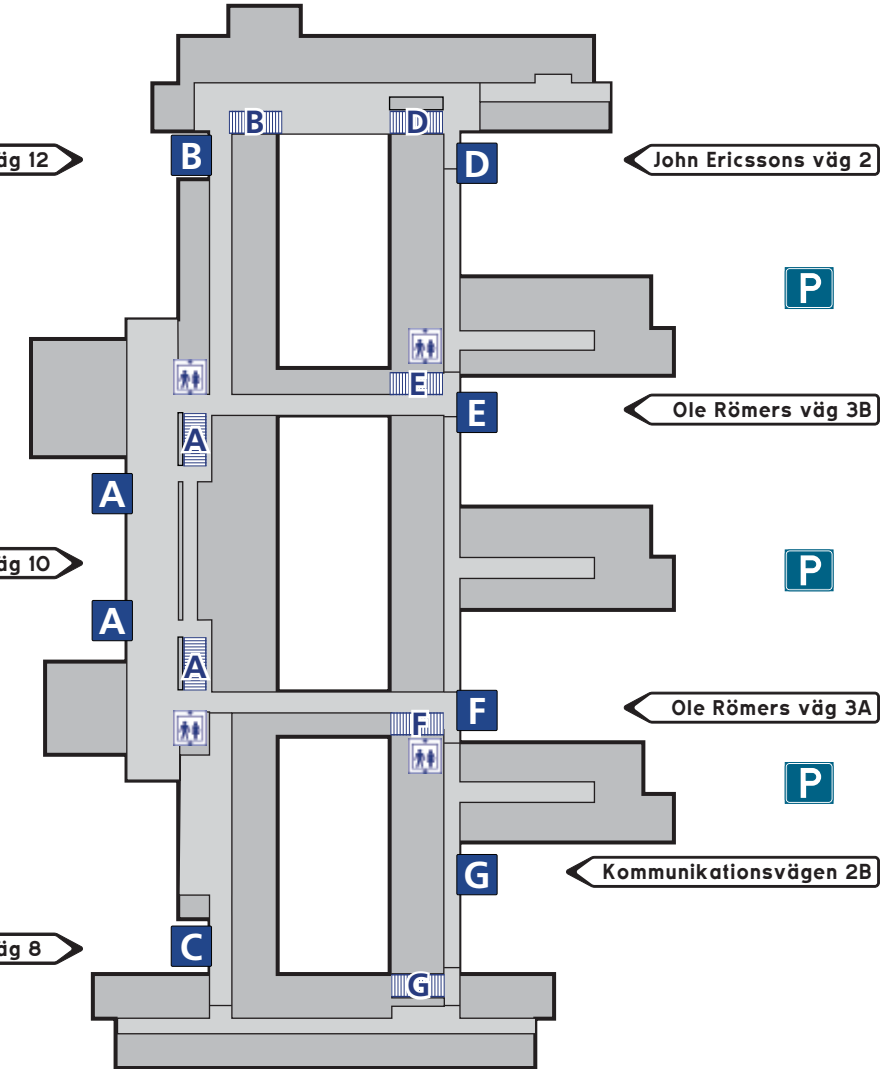 B
D
äg 12
B
D
John Ericssons väg 2
P
E
A
E
Ole Römers väg 3B
A
äg 10
P
A
A
F
Ole Römers väg 3A
F
P
G
Kommunikationsvägen 2B
äg 8
C
G